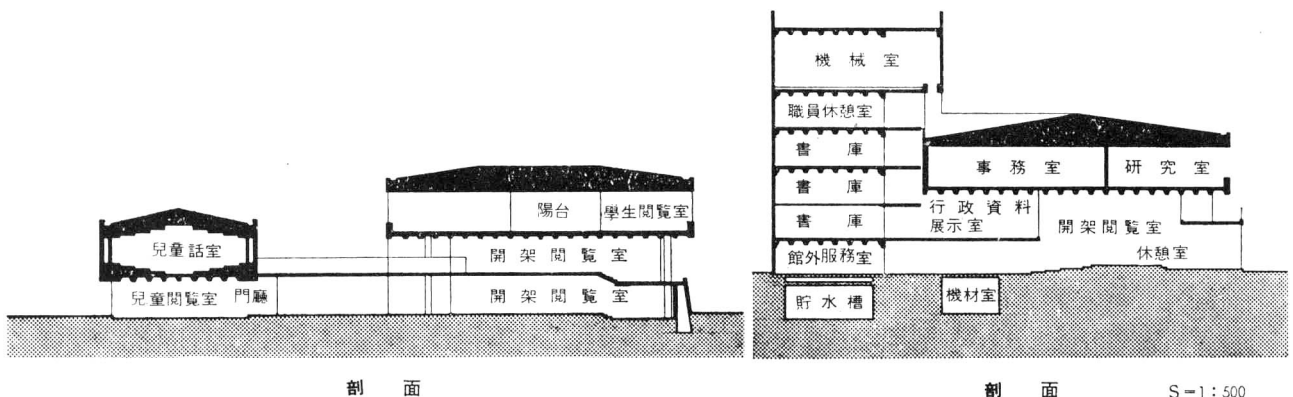 陽台
學生閲覧室
兒童話室
開架閲覧室
兒童閲覧室
門廳
開架閲覧室
剖面
機械室
職員休憩室
書庫
書庫
書庫
館外服務室
貯水槽
事務室
研究室
行政資料
展示室
開架閲覧室
休憩室
機材室
剖面
S=1:500